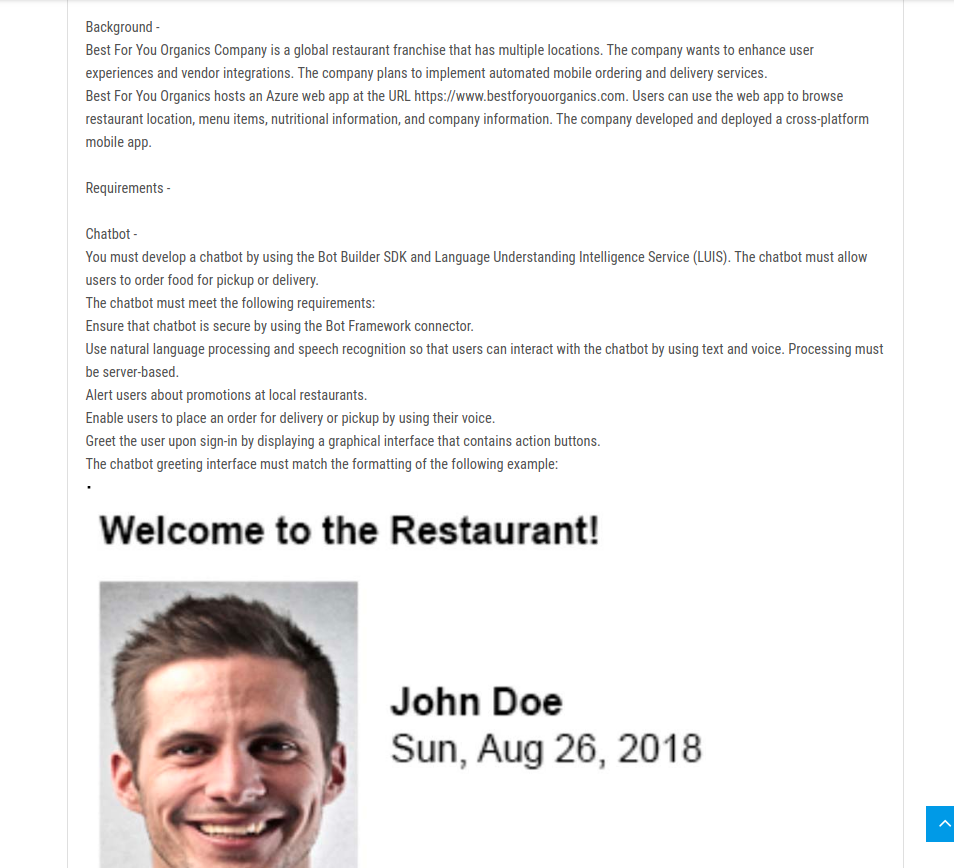 Background -
Best For You Organics Company is a global restaurant franchise that has multiple locations. The company wants to enhance user
experiences and vendor integrations. The company plans to implement automated mobile ordering and delivery services.
Best For You Organics hosts an Azure web app at the URL https://www.bestforyouorganics.com. Users can use the web app to browse
restaurant location, menu items, nutritional information, and company information. The company developed and deployed a cross-platform
mobile app.
Requirements -
Chatbot -
You must develop a chatbot by using the Bot Builder SDK and Language Understanding Intelligence Service (LUIS). The chatbot must allow
users to order food for pickup or delivery.
The chatbot must meet the following requirements:
Ensure that chatbot is secure by using the Bot Framework connector.
Use natural language processing and speech recognition so that users can interact with the chatbot by using text and voice. Processing must
be server-based.
Alert users about promotions at local restaurants.
Enable users to place an order for delivery or pickup by using their voice.
Greet the user upon sign-in by displaying a graphical interface that contains action buttons.
The chatbot greeting interface must match the formatting of the following example:
Welcome to the Restaurant!
John Doe
Sun, Aug 26, 2018